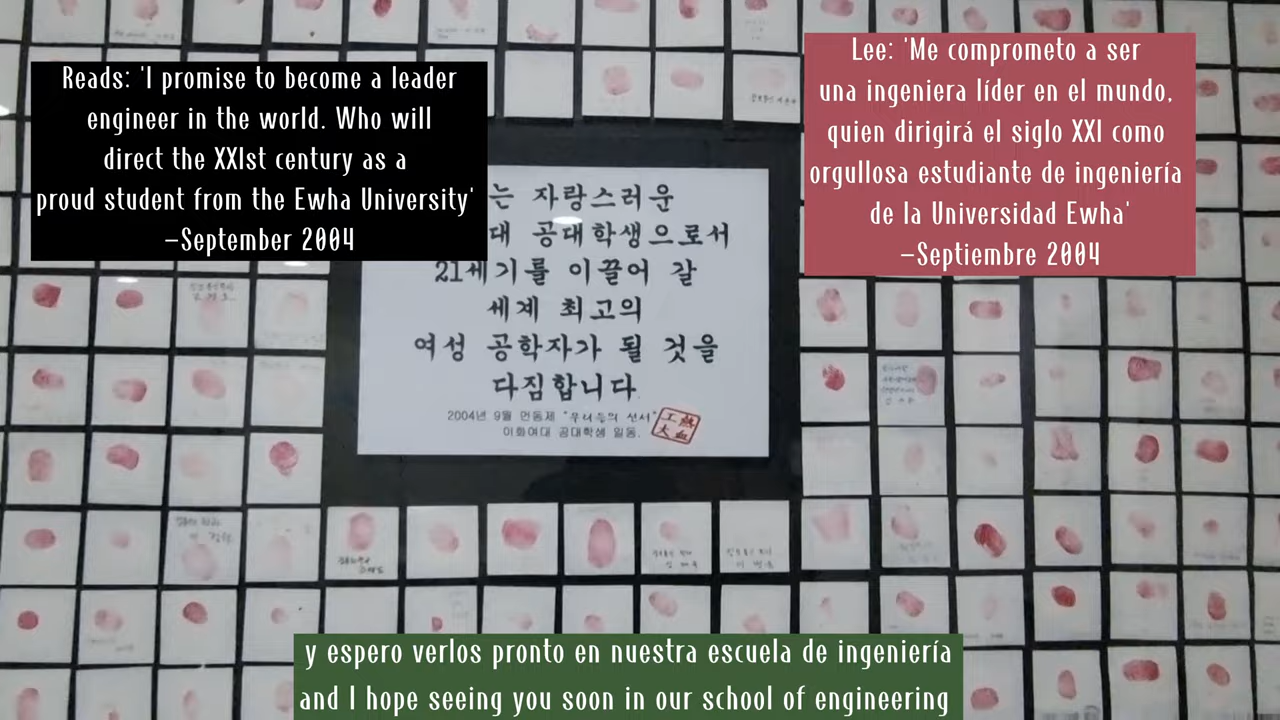 Reads: 'I promise to become a leader
engineer in the world. Who will
direct the XXIst century as a
proud student from the Ewha University'
–September 2004
Lee: 'Me comprometo a ser
una ingeniera líder en el mundo,
quien dirigirá el siglo XXI como
orgullosa estudiante de ingeniería
de la Universidad Ewha'
–Septiembre 2004
는 자랑스러운
대 공대학생으로서
21세기를 이끌어 갈
세계 최고의
여성 공학자가 될 것을
다짐합니다.
2004년 9월 "우리들의 선서"
이화여대 공대학생 일동.
y espero verlos pronto en nuestra escuela de ingeniería
and I hope seeing you soon in our school of engineering